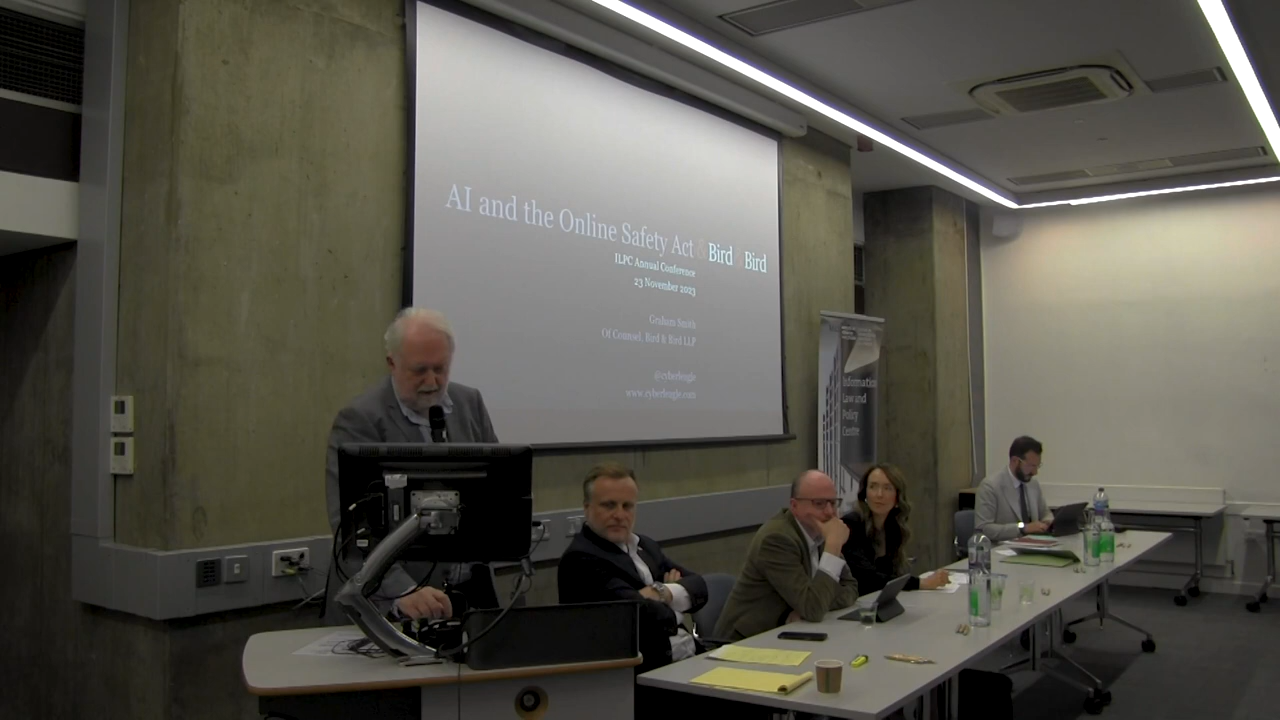 AI and the Online Safety Act
Bird & Bird
ILPC Annual Conference
23 November 2023
Graham Smith
Of Counsel, Bird & Bird LLP
@cyberleagle
www.cyberleagle.com
Information
Law and
Policy
Centre